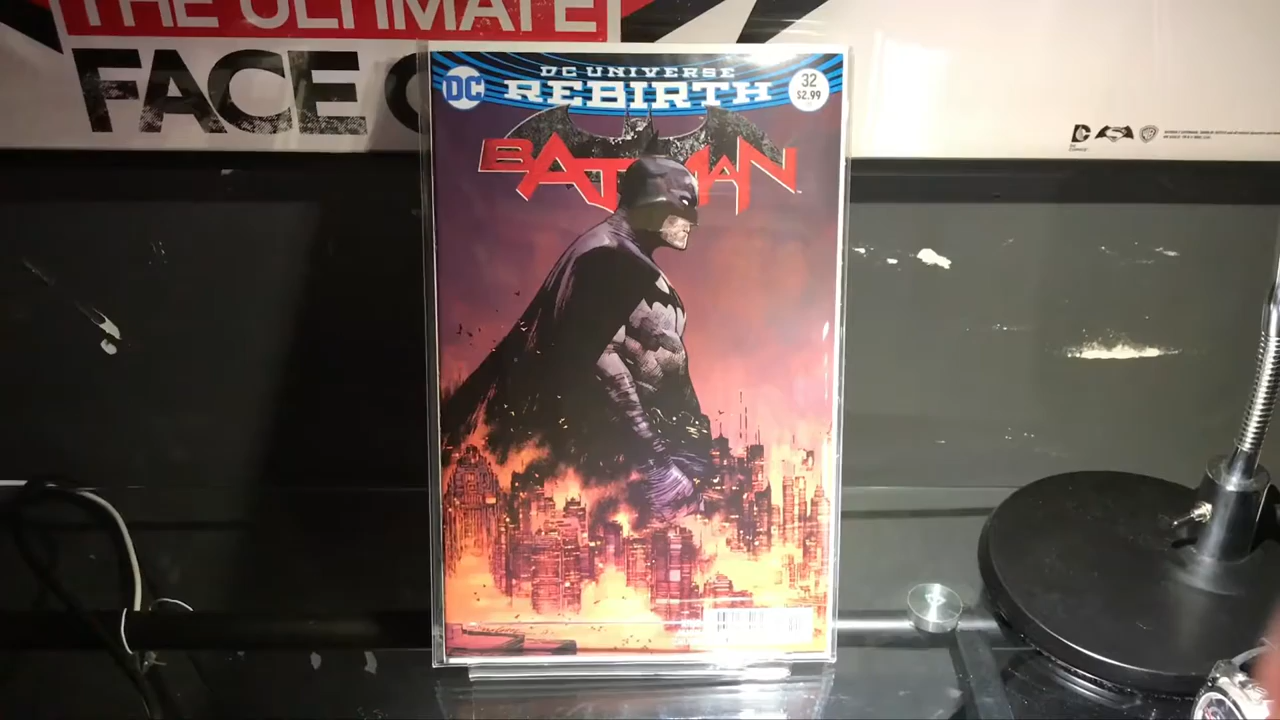 THE ULTIMATE
FACE
DC
DC UNIVERSE
REBIRTH
32
$2.99
BATMAN